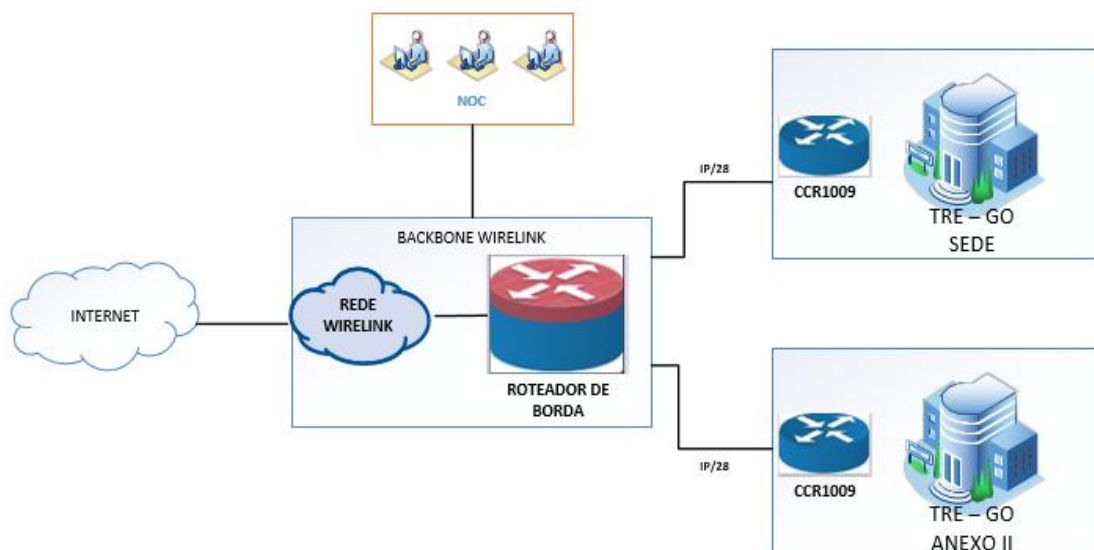 NOC
IP/28
CCR1009
TRE – GO
SEDE
BACKBONE WIRELINK
INTERNET
REDE
WIRELINK
ROTEADOR DE
BORDA
IP/28
CCR1009
TRE – GO
ANEXO II